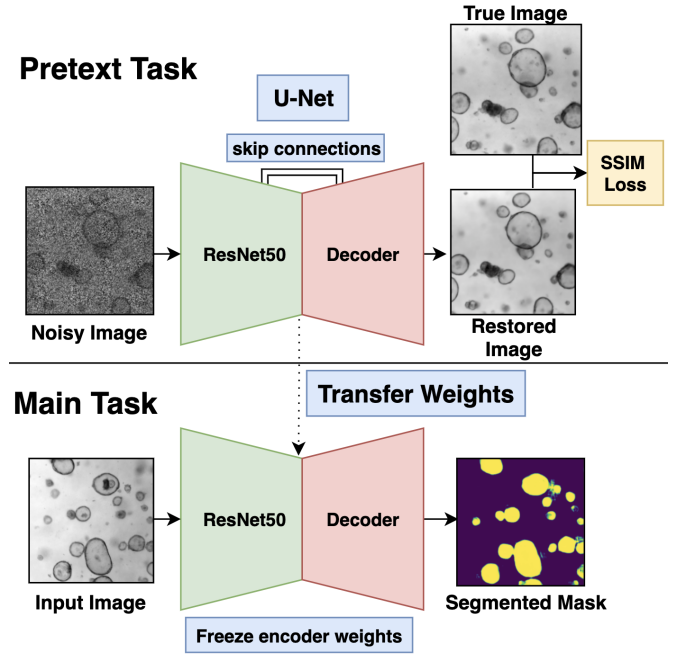 True Image
Pretext Task
U-Net
skip connections
SSIM
Loss
ResNet50
Decoder
Noisy Image
Restored
Image
Transfer Weights
Main Task
ResNet50
Decoder
Input Image
Segmented Mask
Freeze encoder weights